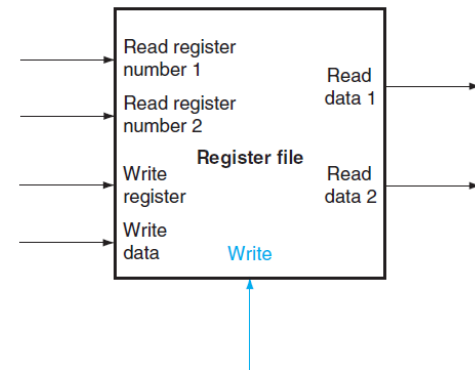 Read register
number 1
Read
data 1
Read register
number 2
Register file
Write
register
Read
data 2
Write
data
Write